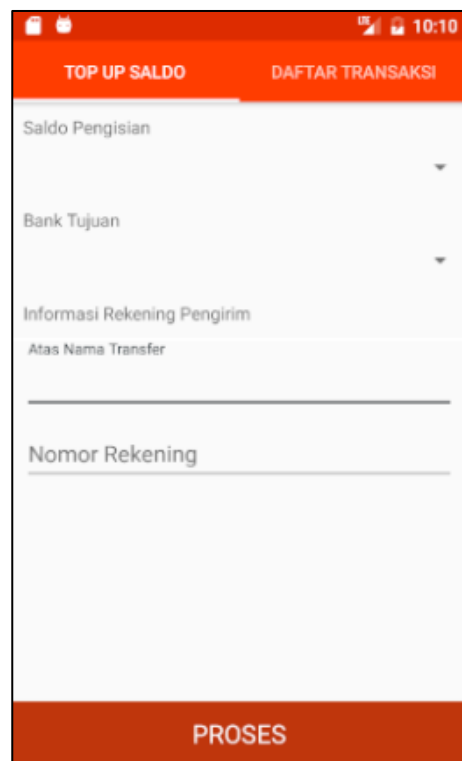 LTE 10:10
TOP UP SALDO DAFTAR TRANSAKSI
Saldo Pengisian
Bank Tujuan
Informasi Rekening Pengirim
Atas Nama Transfer
Nomor Rekening
PROSES